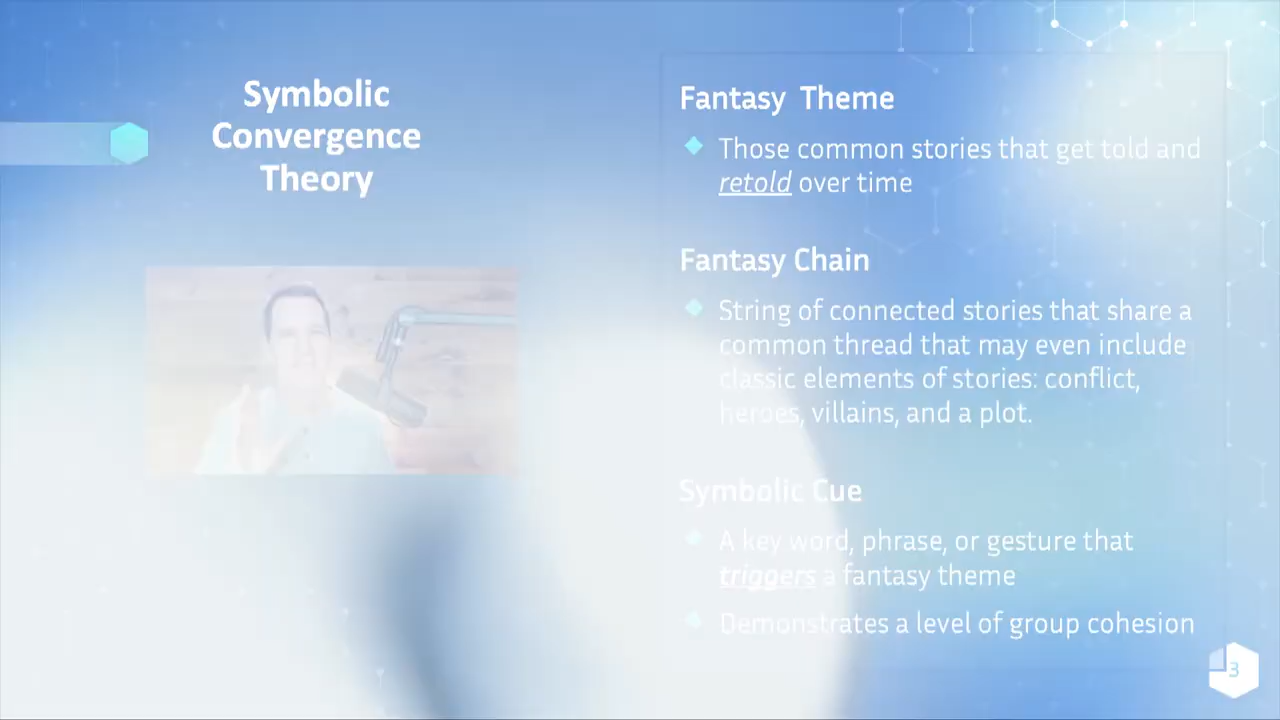 Symbolic
Convergence
Theory
Fantasy Theme
Those common stories that get told and
retold over time
Fantasy Chain
String of connected stories that share a
common thread that may even include
classic elements of stories: conflict,
heroes, villains, and a plot.
Symbolic Cue
A key word, phrase, or gesture that
triggers a fantasy theme
Demonstrates a level of group cohesion
3